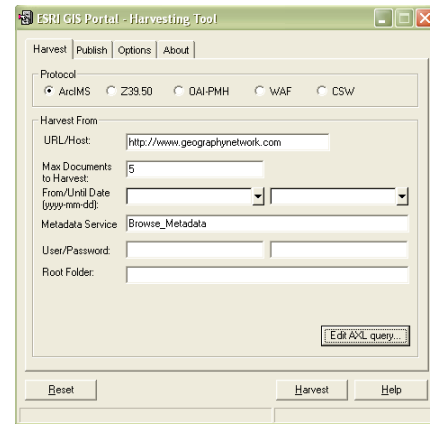 ESRI GIS Portal - Harvesting Tool
Harvest Publish Options About
Protocol
ArcIMS Z39.50 OAI-PMH WAF CSW
Harvest From
URL/Host: http://www.geographynetwork.com
Max Documents
to Harvest: 5
From/Until Date
(yyyy-mm-dd):
Metadata Service Browse_Metadata
User/Password:
Root Folder:
Edit AXL query...
Reset Harvest Help